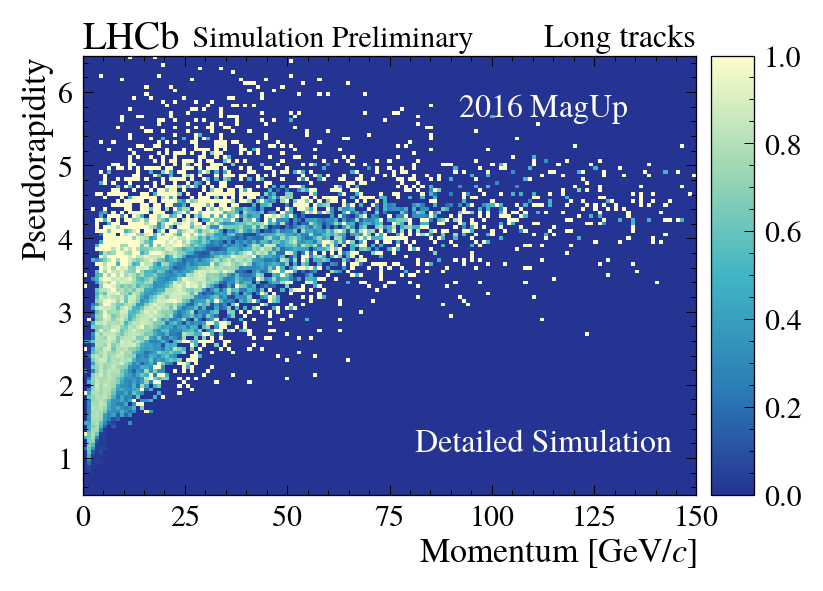 LHCb Simulation Preliminary Long tracks
2016 MagUp
Detailed Simulation
Pseudorapidity
6
5
4
3
2
1
0 25 50 75 100 125 150
Momentum [GeV/c]
1.0
0.8
0.6
0.4
0.2
0.0